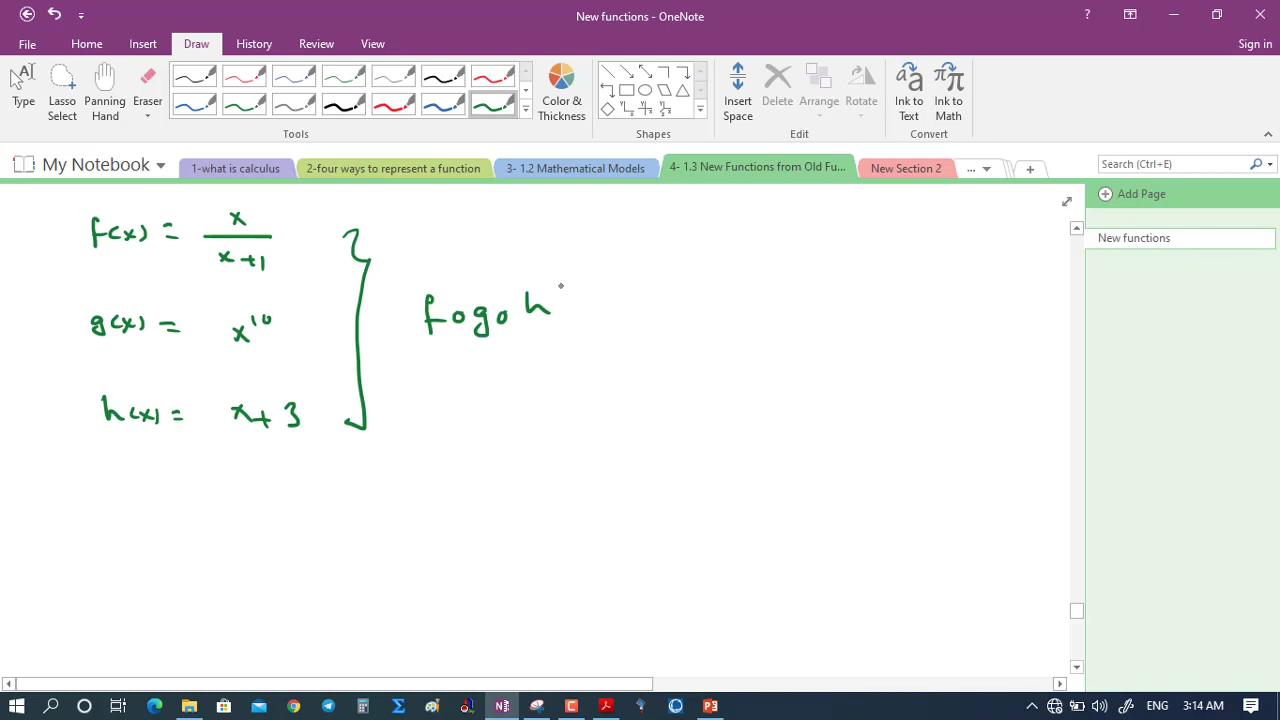 New functions - OneNote
? Sign in
File Home Insert Draw History Review View
Type Lasso Select Panning Hand Eraser Color & Thickness Insert Space Delete Arrange Rotate Ink to Text Ink to Math
Tools Shapes Edit Convert
My Notebook 1-what is calculus 2-four ways to represent a function 3- 1.2 Mathematical Models 4- 1.3 New Functions from Old Fu... New Section 2 ... Search (Ctrl+E)
Add Page
New functions
f(x) = x / x+1
g(x) = x^10
h(x) = x+3
f o g o h
ENG 3:14 AM